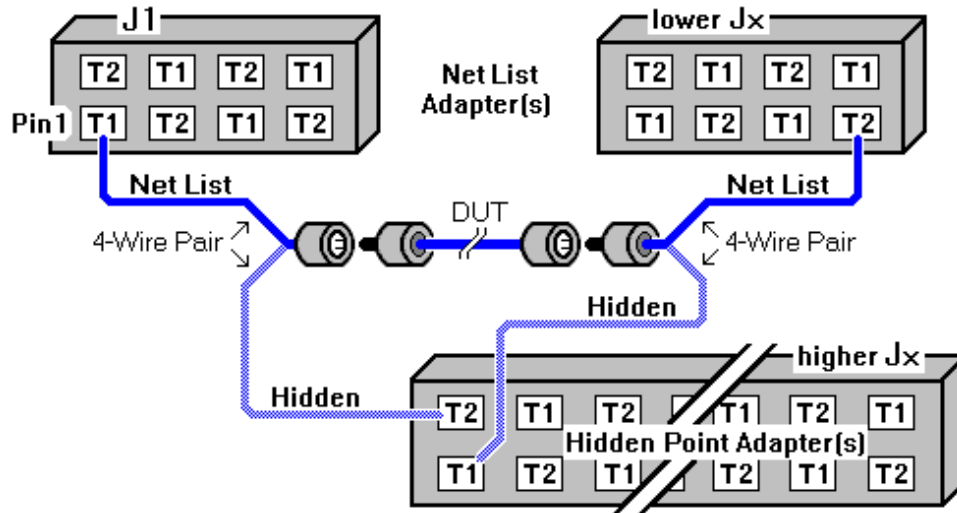 J1
lower Jx
T2 T1 T2 T1
Net List
Adapter(s)
T2 T1 T2 T1
Pin1
T1 T2 T1 T2
T1 T2 T1 T2
Net List
Net List
4-Wire Pair
DUT
4-Wire Pair
Hidden
higher Jx
Hidden
T2 T1 T2 T1 T2 T1
Hidden Point Adapter(s)
T1 T2 T1 T2 T1 T2